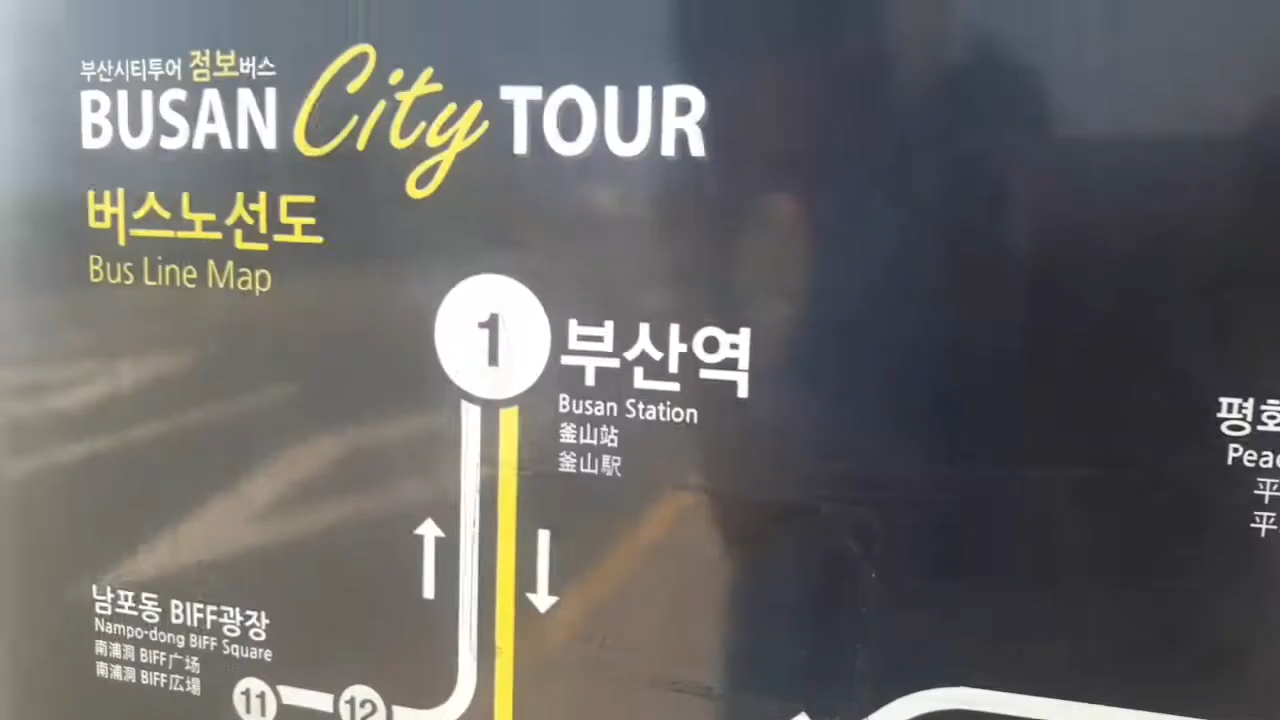 부산시티투어 점보버스
BUSAN City TOUR
버스노선도
Bus Line Map
1
부산역
Busan Station
釜山站
釜山駅
남포동 BIFF광장
Nampo-dong BIFF Square
南浦洞 BIFF广场
南浦洞 BIFF広場
11
12